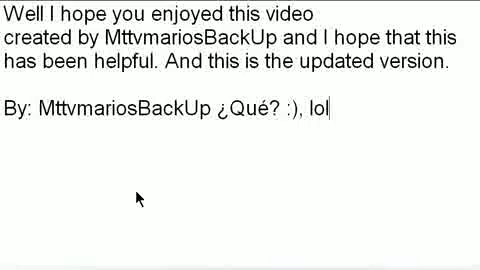 Well I hope you enjoyed this video
created by MttvmariosBackUp and I hope that this
has been helpful. And this is the updated version.
By: MttvmariosBackUp ¿Qué? :), lol